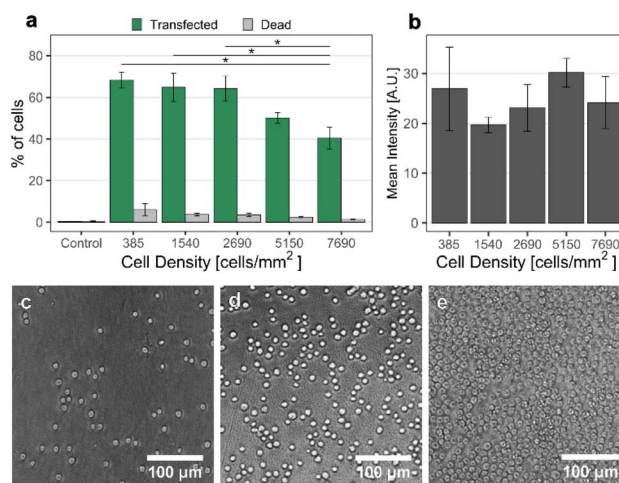 a
Transfected Dead
80
60
40
20
0
% of cells
*
*
*
Control 385 1540 2690 5150 7690
Cell Density [cells/mm²]
b
30
20
10
0
Mean Intensity [A.U.]
385 1540 2690 5150 7690
Cell Density [cells/mm²]
c
100 µm
d
100 µm
e
100 µm